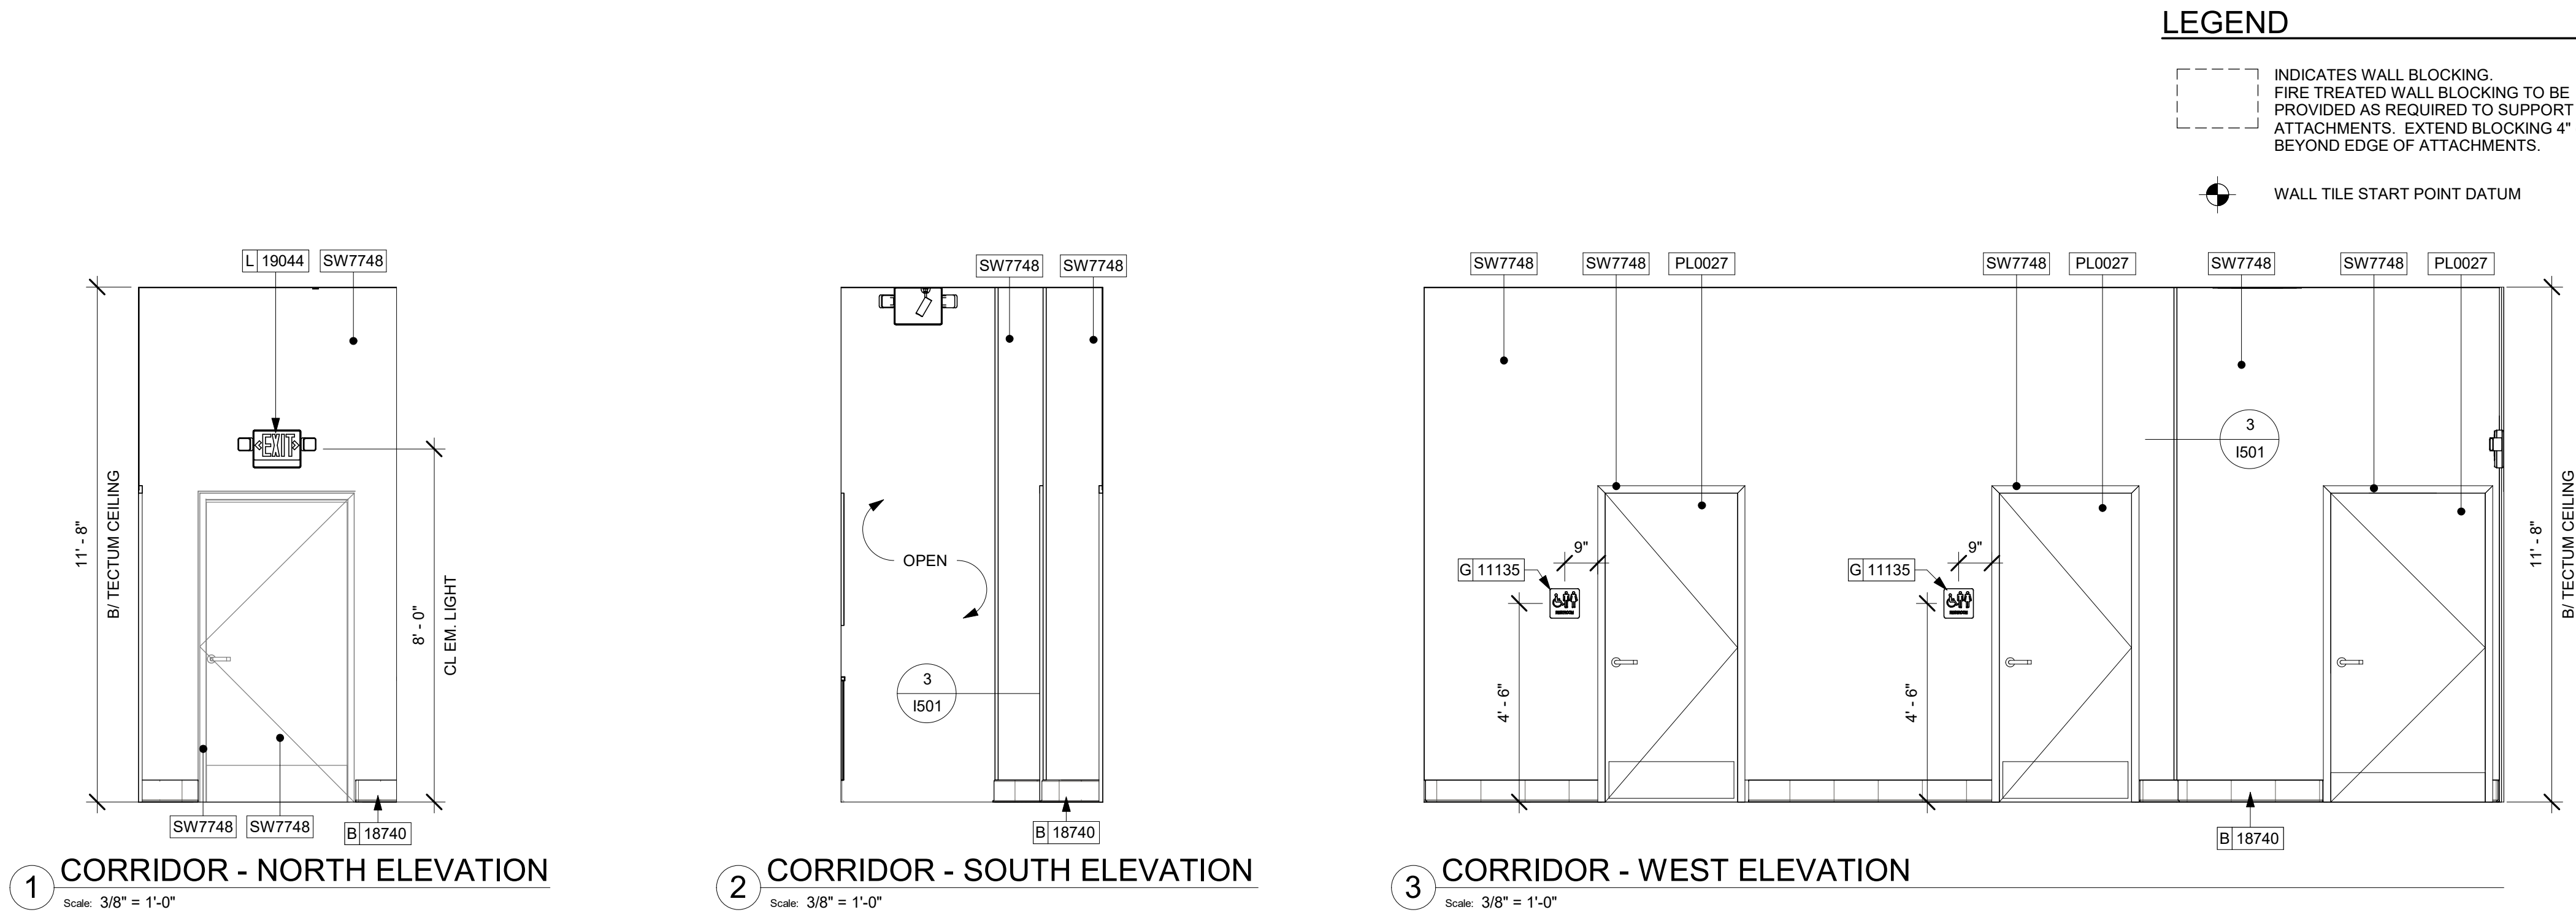 LEGEND
INDICATES WALL BLOCKING.
FIRE TREATED WALL BLOCKING TO BE
PROVIDED AS REQUIRED TO SUPPORT
ATTACHMENTS. EXTEND BLOCKING 4"
BEYOND EDGE OF ATTACHMENTS.
WALL TILE START POINT DATUM
L 19044
SW7748
EXIT
11' - 8"
B/ TECTUM CEILING
8' - 0"
CL EM. LIGHT
SW7748
SW7748
B 18740
1
CORRIDOR - NORTH ELEVATION
Scale: 3/8" = 1'-0"
SW7748
SW7748
OPEN
3
I501
B 18740
2
CORRIDOR - SOUTH ELEVATION
Scale: 3/8" = 1'-0"
SW7748
SW7748
PL0027
SW7748
PL0027
SW7748
SW7748
PL0027
3
I501
9"
G 11135
4' - 6"
9"
G 11135
4' - 6"
11' - 8"
B/ TECTUM CEILING
B 18740
3
CORRIDOR - WEST ELEVATION
Scale: 3/8" = 1'-0"